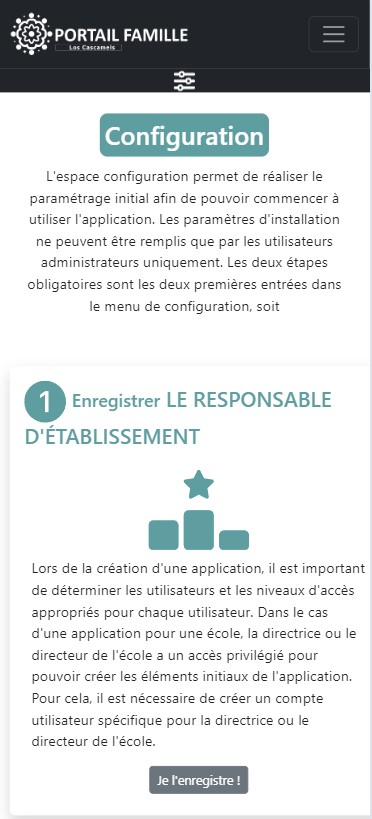 PORTAIL FAMILLE
Los Cascamels
Configuration
L'espace configuration permet de réaliser le
paramétrage initial afin de pouvoir commencer à
utiliser l'application. Les paramètres d'installation
ne peuvent être remplis que par les utilisateurs
administrateurs uniquement. Les deux étapes
obligatoires sont les deux premières entrées dans
le menu de configuration, soit
1 Enregistrer LE RESPONSABLE
D'ÉTABLISSEMENT
Lors de la création d'une application, il est important
de déterminer les utilisateurs et les niveaux d'accès
appropriés pour chaque utilisateur. Dans le cas
d'une application pour une école, la directrice ou le
directeur de l'école a un accès privilégié pour
pouvoir créer les éléments initiaux de l'application.
Pour cela, il est nécessaire de créer un compte
utilisateur spécifique pour la directrice ou le
directeur de l'école.
Je l'enregistre !